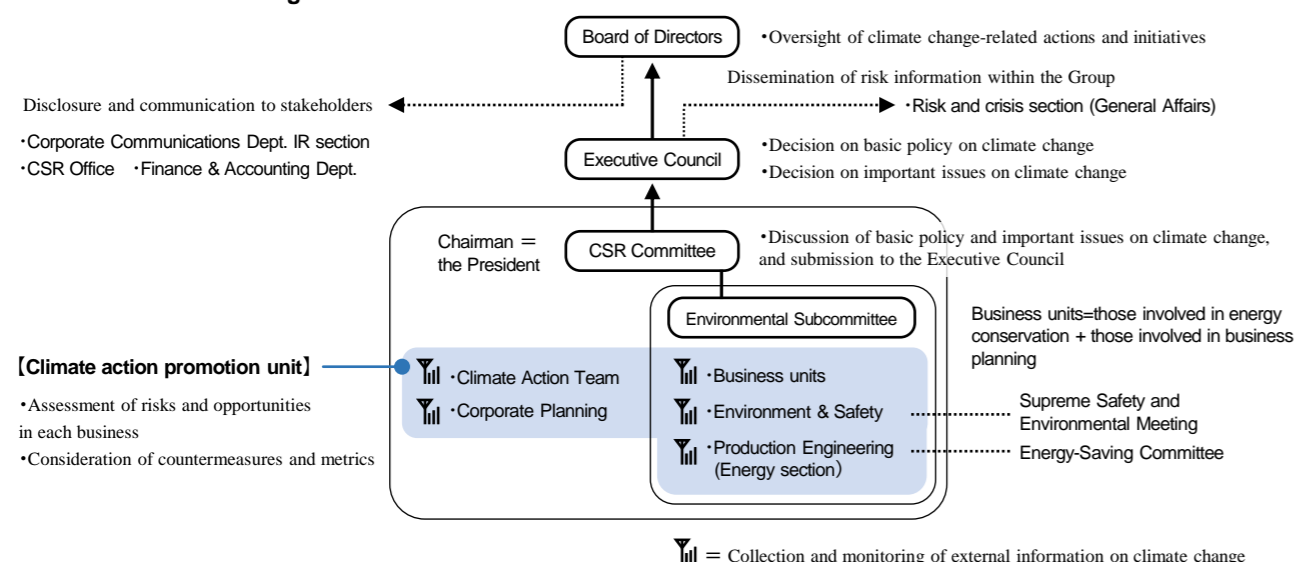 Board of Directors
・Oversight of climate change-related actions and initiatives
Dissemination of risk information within the Group
Disclosure and communication to stakeholders
・Risk and crisis section (General Affairs)
・Corporate Communications Dept. IR section
・CSR Office ・Finance & Accounting Dept.
Executive Council
・Decision on basic policy on climate change
・Decision on important issues on climate change
Chairman ＝
the President
CSR Committee
・Discussion of basic policy and important issues on climate change,
and submission to the Executive Council
Environmental Subcommittee
Business units=those involved in energy
conservation + those involved in business
planning
【Climate action promotion unit】
・Assessment of risks and opportunities
in each business
・Consideration of countermeasures and metrics
・Climate Action Team
・Corporate Planning
・Business units
・Environment & Safety
・Production Engineering
(Energy section)
Supreme Safety and
Environmental Meeting
Energy-Saving Committee
＝ Collection and monitoring of external information on climate change